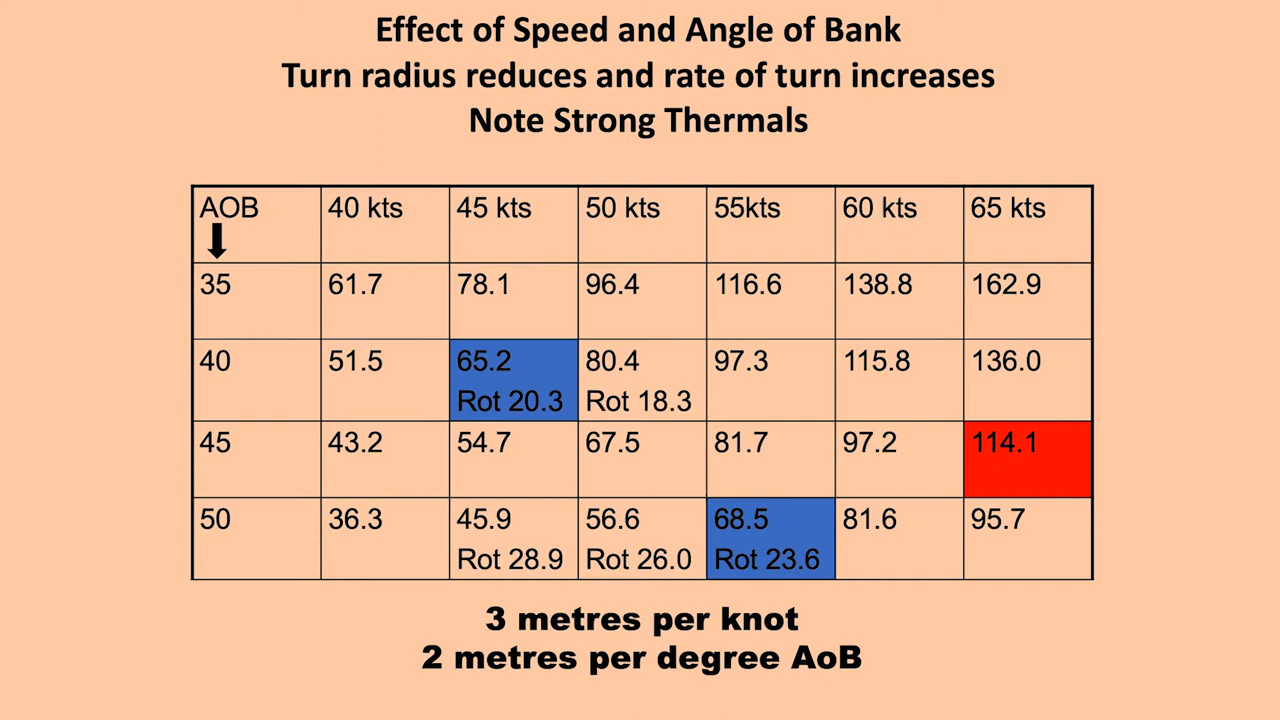 Effect of Speed and Angle of Bank
Turn radius reduces and rate of turn increases
Note Strong Thermals
AOB 40 kts 45 kts 50 kts 55kts 60 kts 65 kts
35 61.7 78.1 96.4 116.6 138.8 162.9
40 51.5 65.2 80.4 97.3 115.8 136.0
Rot 20.3 Rot 18.3
45 43.2 54.7 67.5 81.7 97.2 114.1
50 36.3 45.9 56.6 68.5 81.6 95.7
Rot 28.9 Rot 26.0 Rot 23.6
3 metres per knot
2 metres per degree AoB